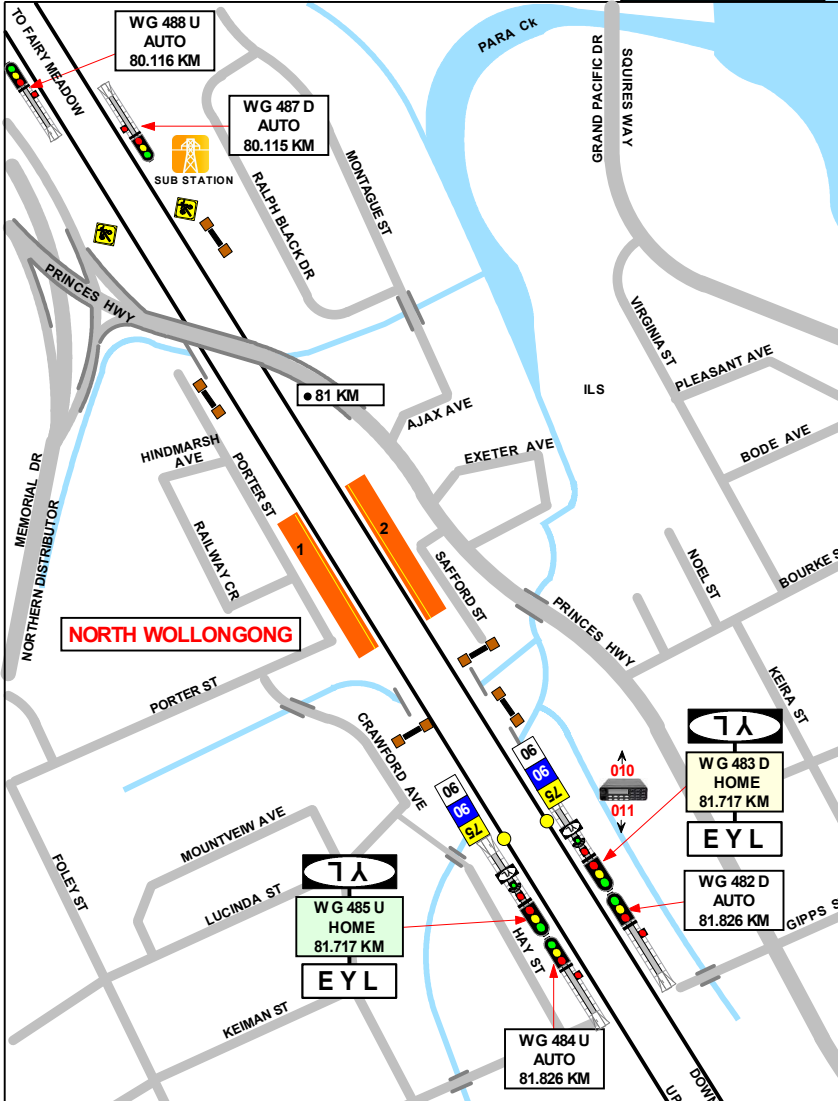 TO FAIRY MEADOW
WG 488 U
AUTO
80.116 KM
WG 487 D
AUTO
80.115 KM
SUB STATION
MONTAGUE ST
RALPH BLACK DR
PARA Ck
GRAND PACIFIC DR
SQUIRES WAY
PRINCES HWY
81 KM
VIRGINIA ST
PLEASANT AVE
ILS
AJAX AVE
BODE AVE
EXETER AVE
HINDMARSH
AVE
PORTER ST
MEMORIAL DR
NORTHERN DISTRIBUTOR
RAILWAY CR
1
2
SAFFORD ST
NOEL ST
BOURKE S
PRINCES HWY
NORTH WOLLONGONG
KEIRA ST
PORTER ST
CRAWFORD AVE
YL
WG 483 D
HOME
81.717 KM
EYL
010
011
90
90
75
90
90
75
MOUNTVEIW AVE
FOLEY ST
LUCINDA ST
YL
WG 485 U
HOME
81.717 KM
EYL
WG 482 D
AUTO
81.826 KM
GIPPS S
HAY ST
KEIMAN ST
WG 484 U
AUTO
81.826 KM
UP
DOWN